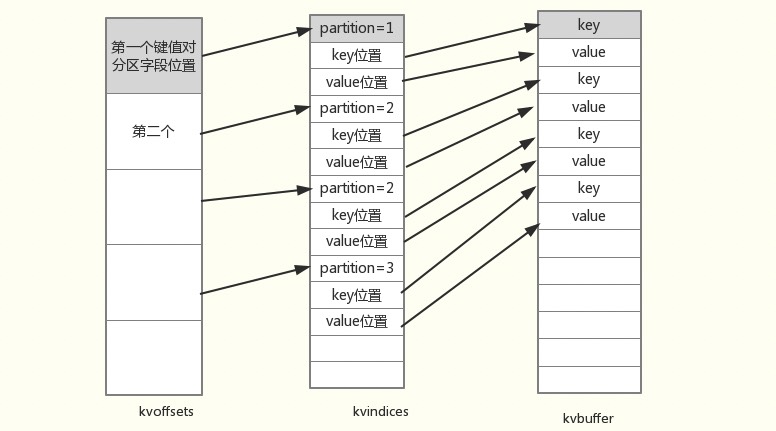 第一个键值对
分区字段位置
第二个
kvoffsets
partition=1
key位置
value位置
partition=2
key位置
value位置
partition=2
key位置
value位置
partition=3
key位置
value位置
kvindices
key
value
key
value
key
value
key
value
kvbuffer